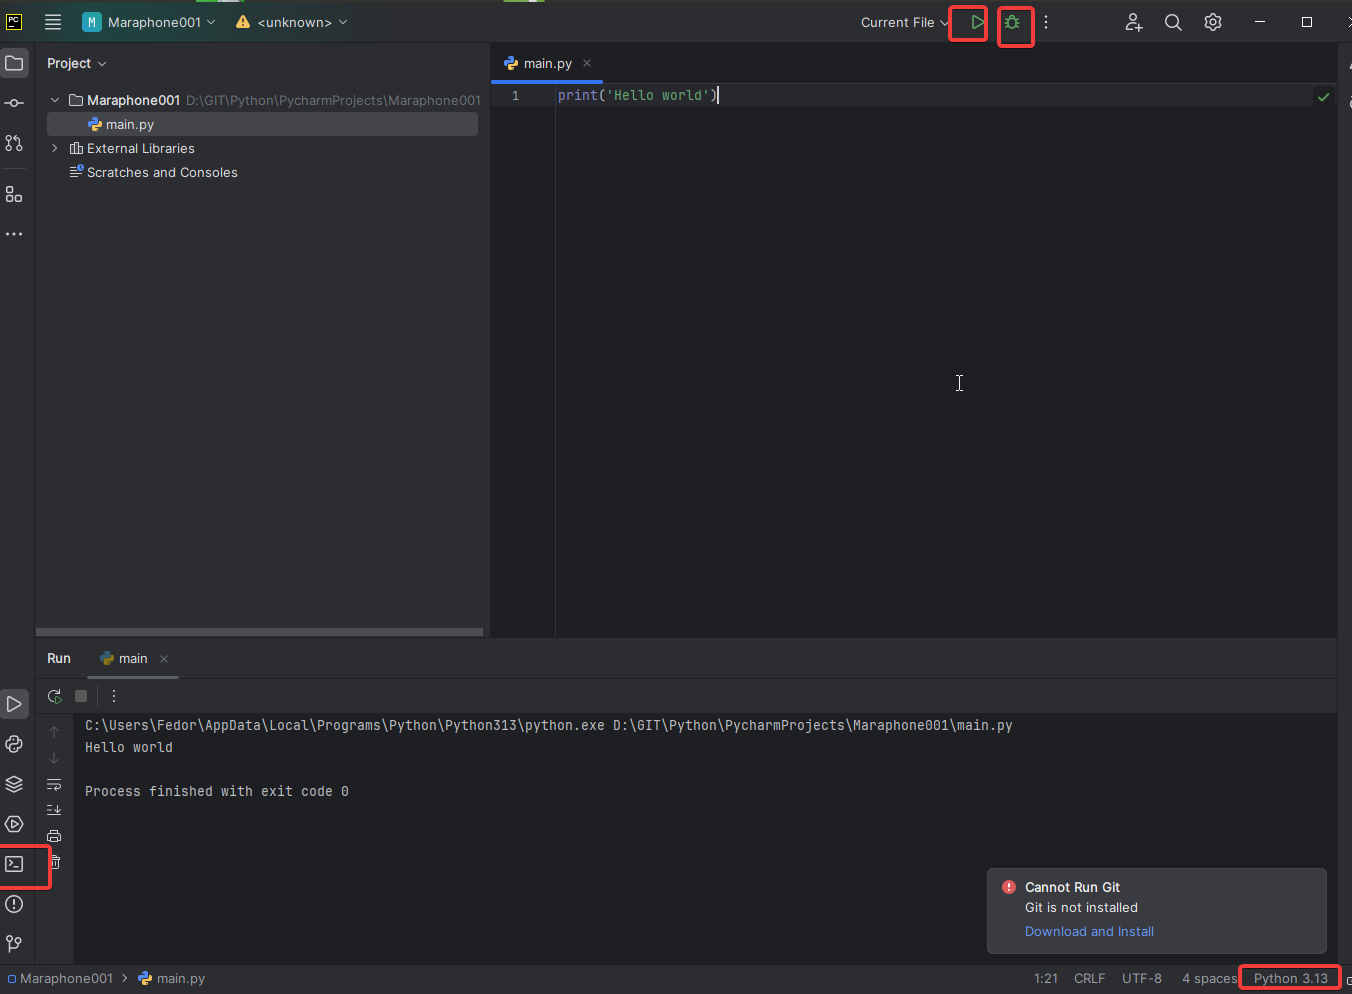 PC
M Maraphone001 <unknown> Current File
Project
main.py
Maraphone001 D:\GIT\Python\PycharmProjects\Maraphone001
main.py
External Libraries
Scratches and Consoles
1 print('Hello world')
Run main
C:\Users\Fedor\AppData\Local\Programs\Python\Python313\python.exe D:\GIT\Python\PycharmProjects\Maraphone001\main.py
Hello world
Process finished with exit code 0
Cannot Run Git
Git is not installed
Download and Install
Maraphone001 > main.py 1:21 CRLF UTF-8 4 spaces Python 3.13